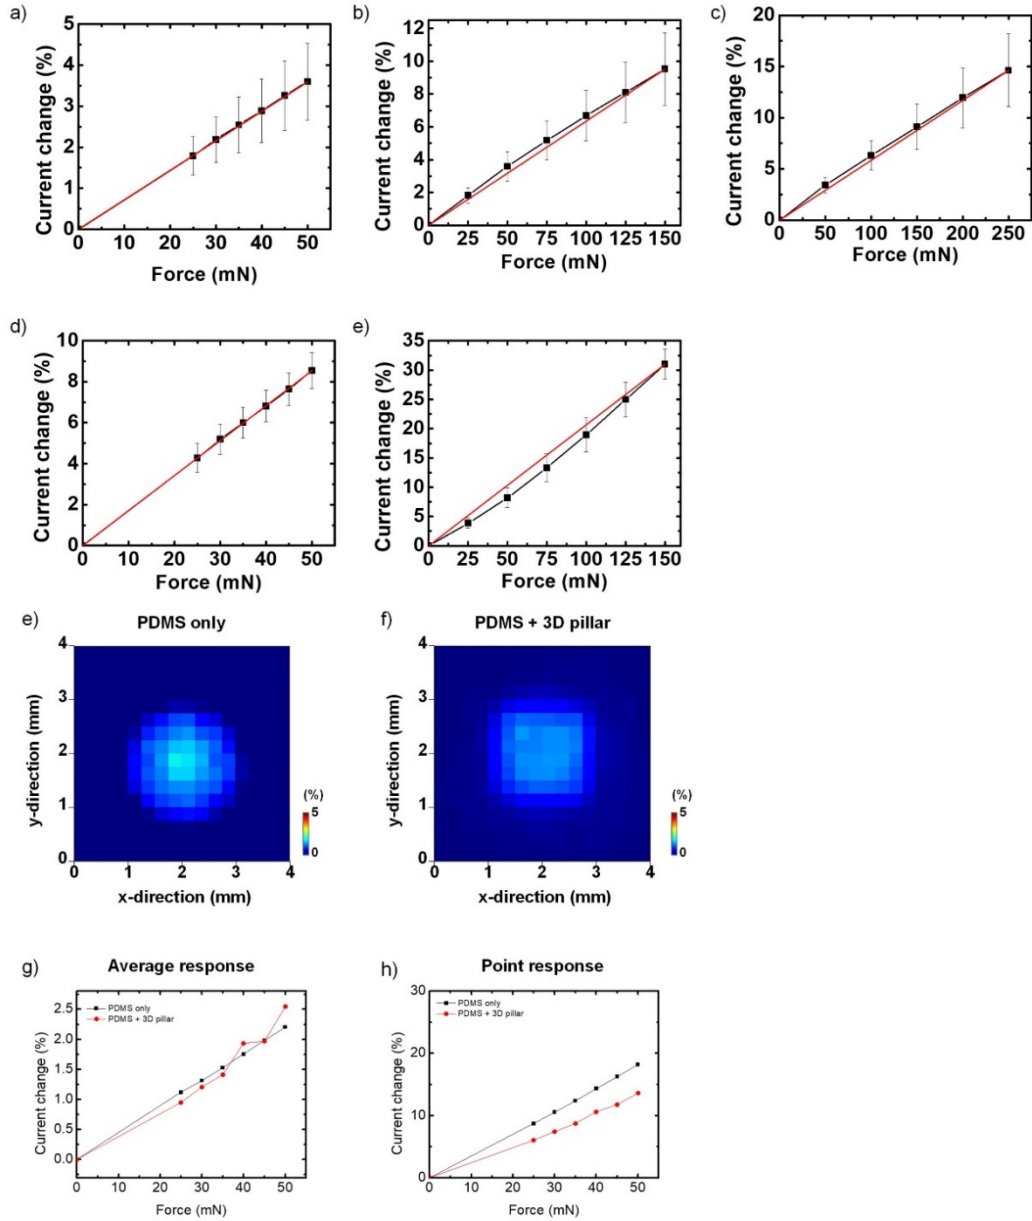 a)
Current change (%)
5
4
3
2
1
0
0 10 20 30 40 50
Force (mN)
b)
Current change (%)
12
10
8
6
4
2
0
0 25 50 75 100 125 150
Force (mN)
c)
Current change (%)
20
15
10
5
0
0 50 100 150 200 250
Force (mN)
d)
Current change (%)
10
8
6
4
2
0
0 10 20 30 40 50
Force (mN)
e)
Current change (%)
35
30
25
20
15
10
5
0
0 25 50 75 100 125 150
Force (mN)
e)
PDMS only
y-direction (mm)
4
3
2
1
0
0 1 2 3 4
x-direction (mm)
(%)
5
0
f)
PDMS + 3D pillar
y-direction (mm)
4
3
2
1
0
0 1 2 3 4
x-direction (mm)
(%)
5
0
g)
Average response
Current change (%)
2.5
2.0
1.5
1.0
0.5
0.0
PDMS only
PDMS + 3D pillar
0 10 20 30 40 50
Force (mN)
h)
Point response
Current change (%)
30
20
10
0
PDMS only
PDMS + 3D pillar
0 10 20 30 40 50
Force (mN)